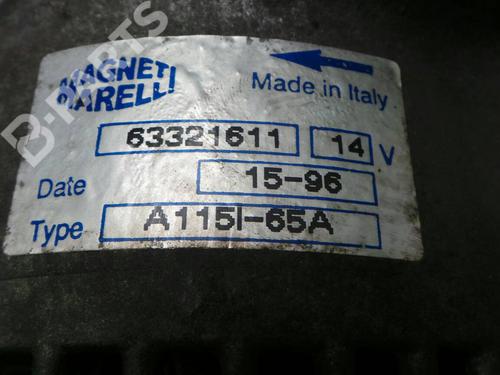 B-PARTS
MAGNETI MARELLI
Made in Italy
63321611 14 V
Date 15-96
Type A115I-65A